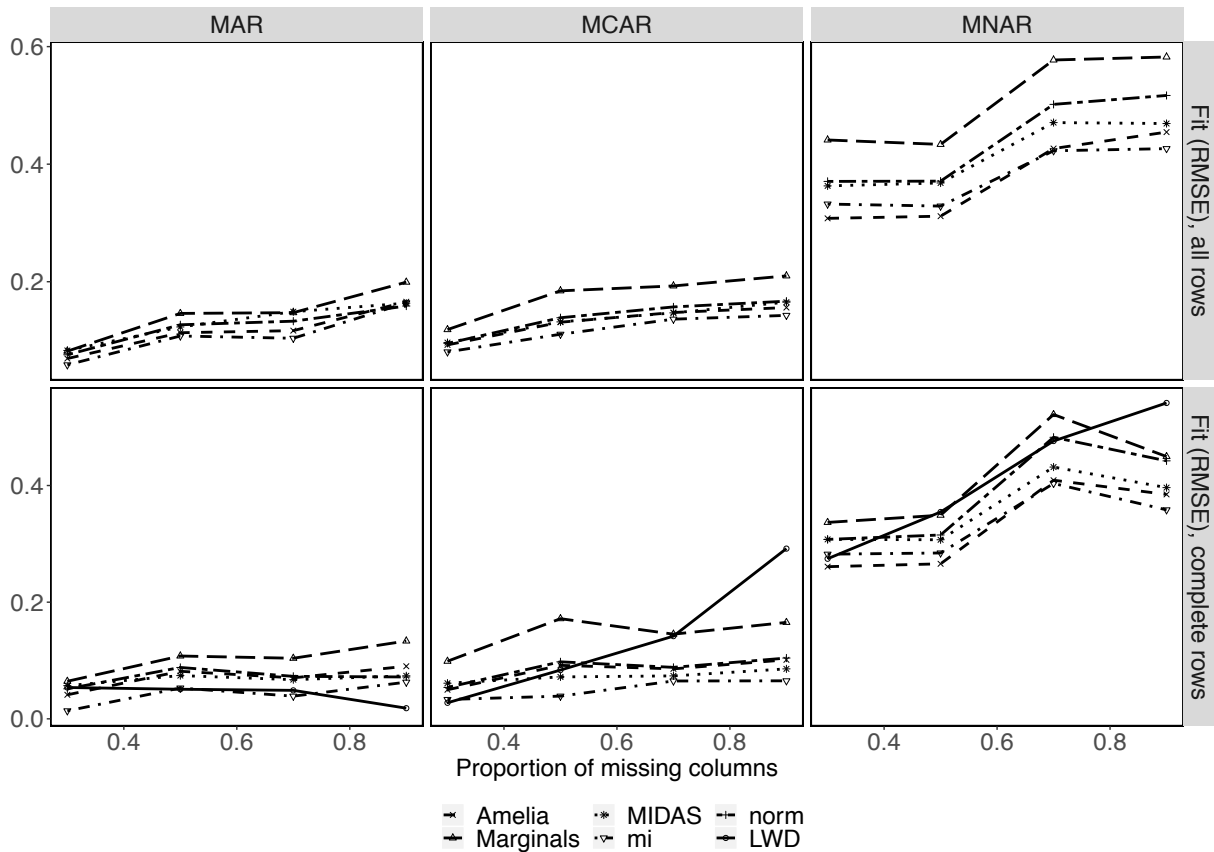 MAR MCAR MNAR
0.6
0.4
0.2
Fit (RMSE), all rows
0.4
0.2
0.0
Fit (RMSE), complete rows
0.4 0.6 0.8 0.4 0.6 0.8 0.4 0.6 0.8
Proportion of missing columns
Amelia MIDAS norm
Marginals mi LWD